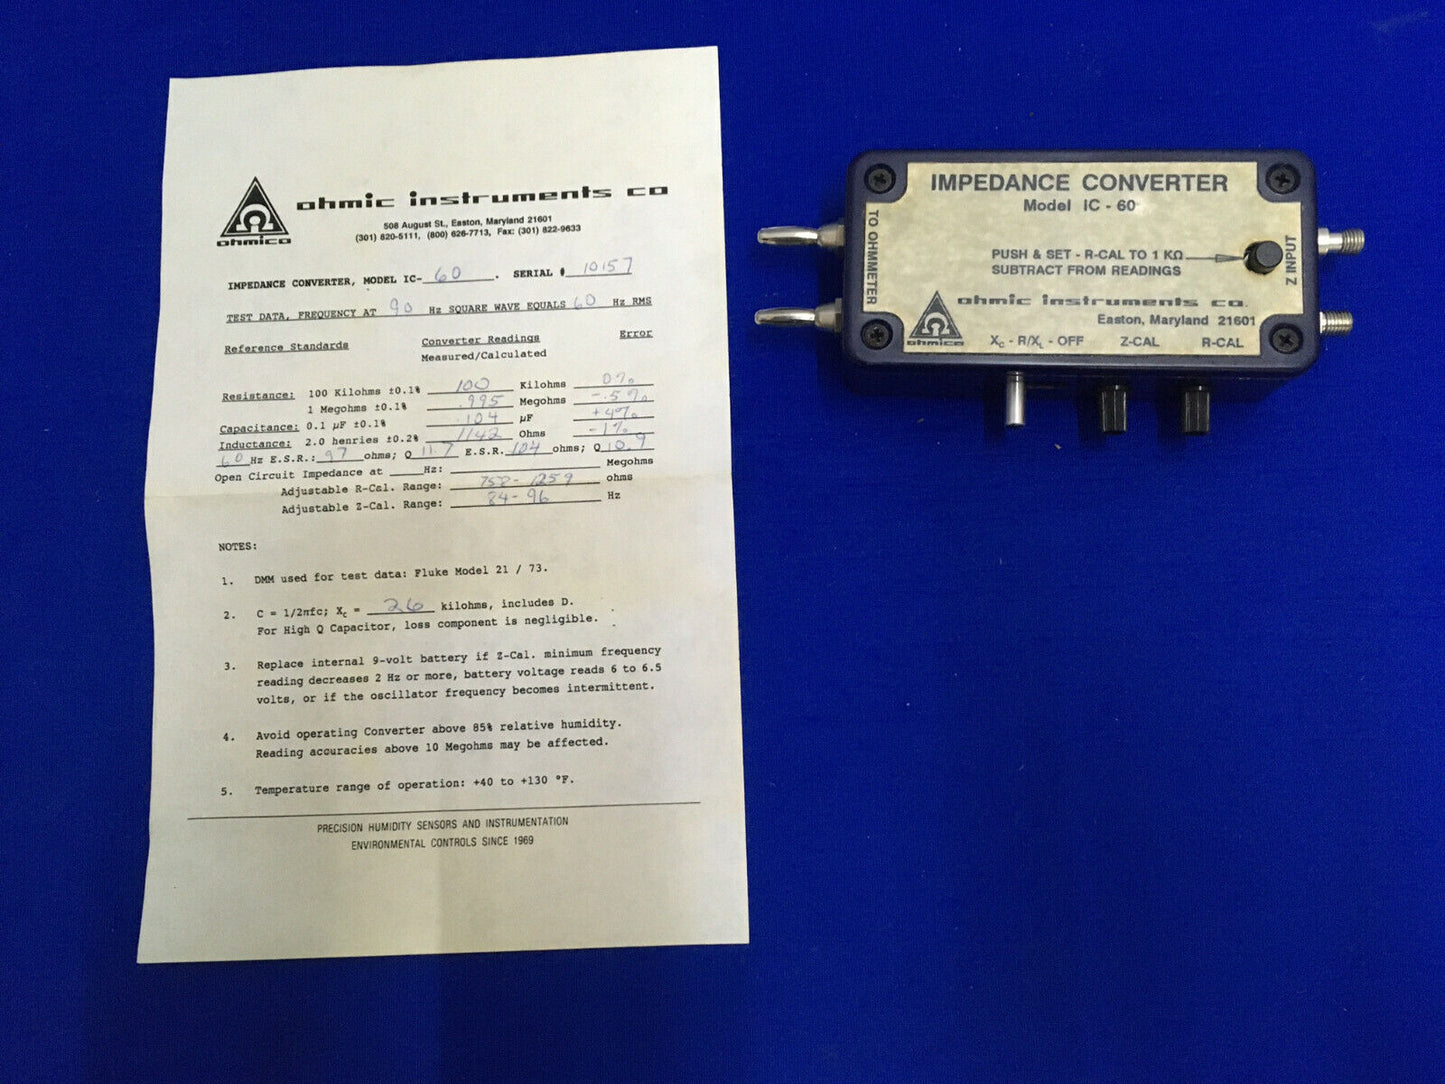 ohmic instruments co
ohmico
508 August St., Easton, Maryland 21601
(301) 820-5111, (800) 626-7713, Fax: (301) 822-9633
IMPEDANCE CONVERTER, MODEL IC- 60 . SERIAL # 10157
TEST DATA, FREQUENCY AT 90 Hz SQUARE WAVE EQUALS 60 Hz RMS
Reference Standards Converter Readings Error
Measured/Calculated
Resistance: 100 Kilohms ±0.1% 100 Kilohms 0%
1 Megohms ±0.1% .995 Megohms -.5%
Capacitance: 0.1 µF ±0.1% .104 µF +4%
Inductance: 2.0 henries ±0.2% 1142 Ohms -1%
60 Hz E.S.R.: 97 ohms; Q 11.7 E.S.R. 104 ohms; Q 10.9
Open Circuit Impedance at ____Hz: ____ Megohms
Adjustable R-Cal. Range: 758-1259 ohms
Adjustable Z-Cal. Range: 84-96 Hz
NOTES:
1. DMM used for test data: Fluke Model 21 / 73.
2. C = 1/2πfc; Xc = 26 kilohms, includes D.
For High Q Capacitor, loss component is negligible.
3. Replace internal 9-volt battery if Z-Cal. minimum frequency
reading decreases 2 Hz or more, battery voltage reads 6 to 6.5
volts, or if the oscillator frequency becomes intermittent.
4. Avoid operating Converter above 85% relative humidity.
Reading accuracies above 10 Megohms may be affected.
5. Temperature range of operation: +40 to +130 °F.
PRECISION HUMIDITY SENSORS AND INSTRUMENTATION
ENVIRONMENTAL CONTROLS SINCE 1969
IMPEDANCE CONVERTER
Model IC - 60
TO OHMMETER
PUSH & SET - R-CAL TO 1 KΩ
SUBTRACT FROM READINGS
Z INPUT
ohmic instruments co.
ohmico
Easton, Maryland 21601
Xc - R/XL - OFF Z-CAL R-CAL